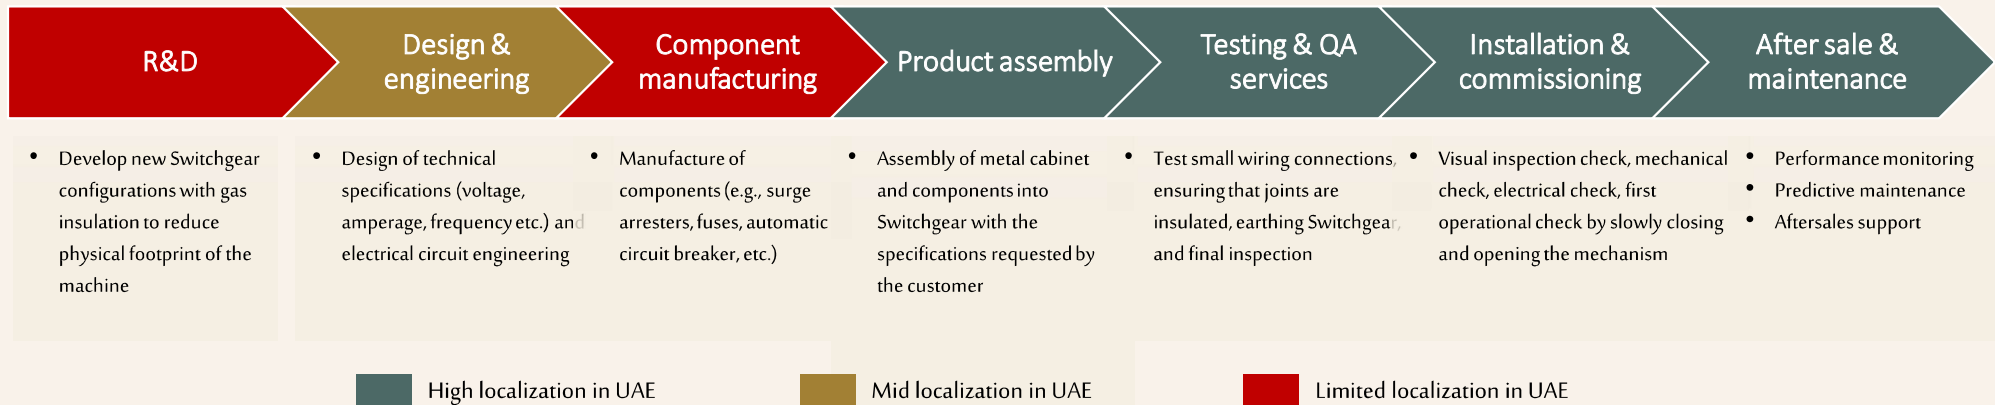 R&D
Design &
engineering
Component
manufacturing
Product assembly
Testing & QA
services
Installation &
commissioning
After sale &
maintenance
• Develop new Switchgear
configurations with gas
insulation to reduce
physical footprint of the
machine
• Design of technical
specifications (voltage,
amperage, frequency etc.) and
electrical circuit engineering
• Manufacture of
components (e.g., surge
arresters, fuses, automatic
circuit breaker, etc.)
• Assembly of metal cabinet
and components into
Switchgear with the
specifications requested by
the customer
• Test small wiring connections,
ensuring that joints are
insulated, earthing Switchgear,
and final inspection
• Visual inspection check, mechanical
check, electrical check, first
operational check by slowly closing
and opening the mechanism
• Performance monitoring
• Predictive maintenance
• Aftersales support
High localization in UAE
Mid localization in UAE
Limited localization in UAE